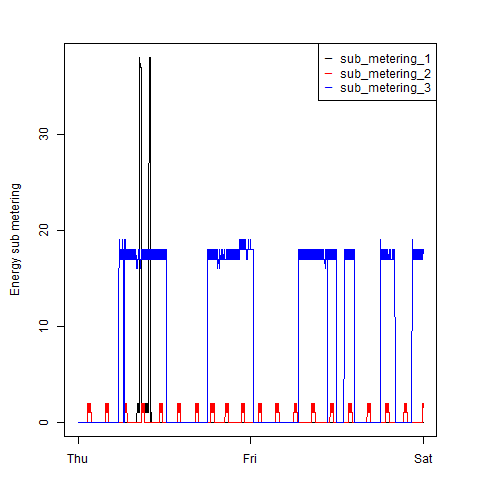 sub_metering_1
sub_metering_2
sub_metering_3
Energy sub metering
30
20
10
0
Thu
Fri
Sat